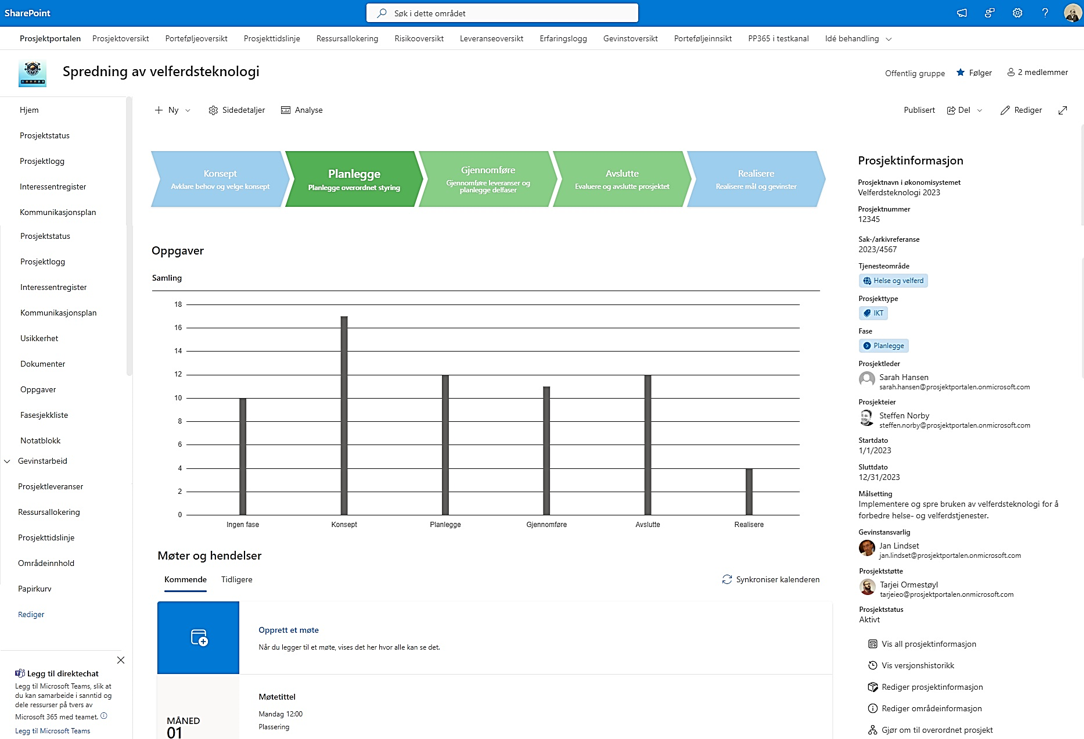 SharePoint
Søk i dette området
Prosjektportalen Prosjektoversikt Porteføljeoversikt Prosjekttidslinje Ressursallokering Risikooversikt Leveranseoversikt Erfaringslogg Gevinstoversikt Porteføljeinnsikt PP365 i testkanal Idé behandling
Spredning av velferdsteknologi
Offentlig gruppe Følger 2 medlemmer
Hjem
Prosjektstatus
Prosjektlogg
Interessentregister
Kommunikasjonsplan
Prosjektstatus
Prosjektlogg
Interessentregister
Kommunikasjonsplan
Usikkerhet
Dokumenter
Oppgaver
Fasesjekkliste
Notatblokk
Gevinstarbeid
Prosjektleveranser
Ressursallokering
Prosjekttidslinje
Områdeinnhold
Papirkurv
Rediger
Legg til direktechat
Legg til Microsoft Teams, slik at
du kan samarbeide i sanntid og
dele ressurser på tvers av
Microsoft 365 med teamet.
Legg til Microsoft Teams
Ny Sidedetaljer Analyse
Publisert Del Rediger
Konsept
Avklare behov og velge konsept
Planlegge
Planlegge overordnet styring
Gjennomføre
Gjennomføre leveranser og
planlegge delfaser
Avslutte
Evaluere og avslutte prosjektet
Realisere
Realisere mål og gevinster
Oppgaver
Samling
18
16
14
12
10
8
6
4
2
0
Ingen fase Konsept Planlegge Gjennomføre Avslutte Realisere
Møter og hendelser
Kommende Tidligere Synkroniser kalenderen
Opprett et møte
Når du legger til et møte, vises det her hvor alle kan se det.
Møtetittel
Mandag 12:00
Plassering
MÅNED
01
Prosjektinformasjon
Prosjektnavn i økonomisystemet
Velferdsteknologi 2023
Prosjektnummer
12345
Sak-/arkivreferanse
2023/4567
Tjenesteområde
Helse og velferd
Prosjekttype
IKT
Fase
Planlegge
Prosjektleder
Sarah Hansen
sarah.hansen@prosjektportalen.onmicrosoft.com
Prosjekteier
Steffen Norby
steffen.norby@prosjektportalen.onmicrosoft.com
Startdato
1/1/2023
Sluttdato
12/31/2023
Målsetting
Implementere og spre bruken av velferdsteknologi for å
forbedre helse- og velferdstjenester.
Gevinstansvarlig
Jan Lindset
jan.lindset@prosjektportalen.onmicrosoft.com
Prosjektstøtte
Tarjei Ormestøyl
tarjeieo@prosjektportalen.onmicrosoft.com
Prosjektstatus
Aktivt
Vis all prosjektinformasjon
Vis versjonshistorikk
Rediger prosjektinformasjon
Rediger områdeinformasjon
Gjør om til overordnet prosjekt